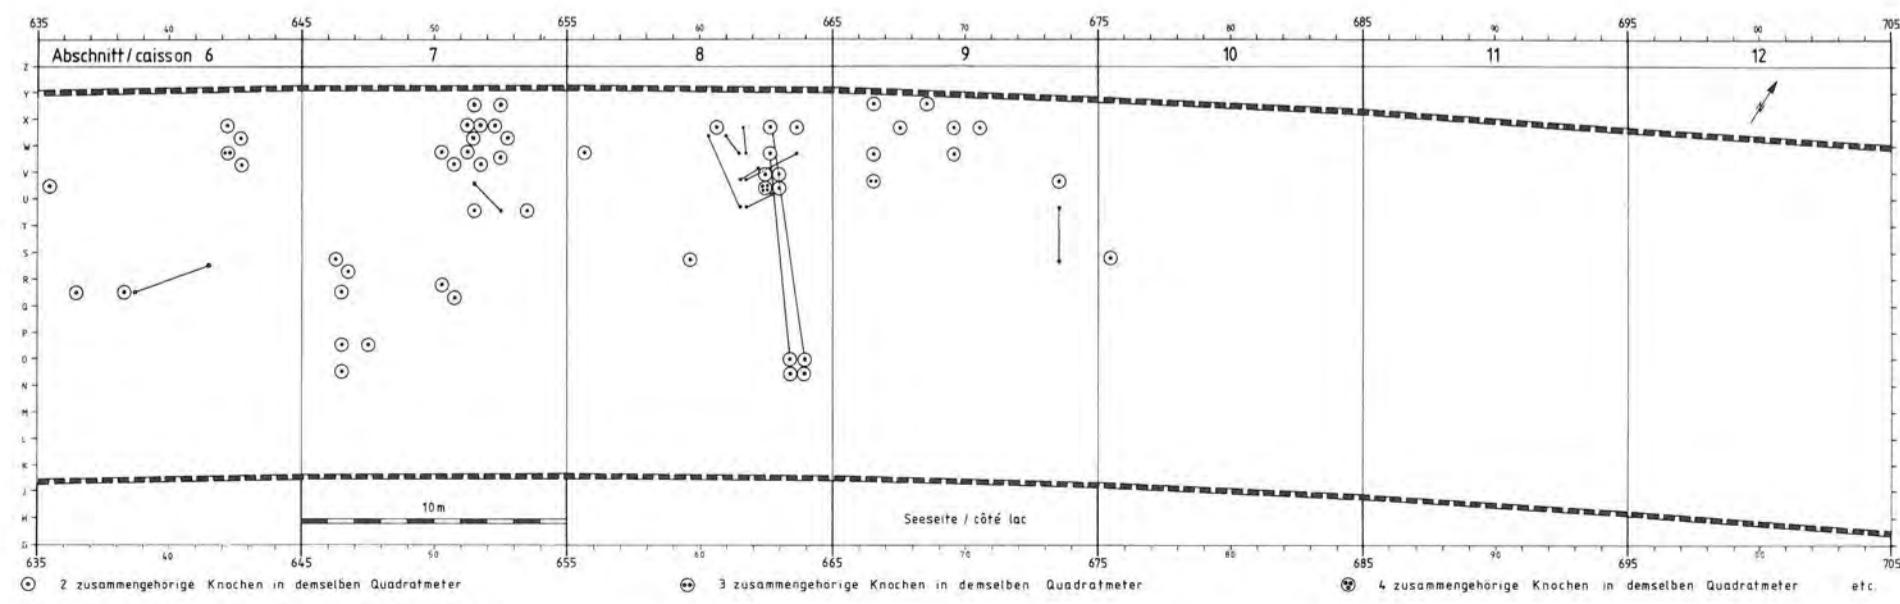 635 40 645 50 655 60 665 70 675 80 685 90 695 00 705
Abschnitt / caisson 6 7 8 9 10 11 12
Z
Y
X
W
V
U
T
S
R
Q
P
O
N
M
L
K
J
H
G
10m
Seeseite / côté lac
635 40 645 50 655 60 665 70 675 80 685 90 695 00 705
2 zusammengehörige Knochen in demselben Quadratmeter 3 zusammengehörige Knochen in demselben Quadratmeter 4 zusammengehörige Knochen in demselben Quadratmeter etc.